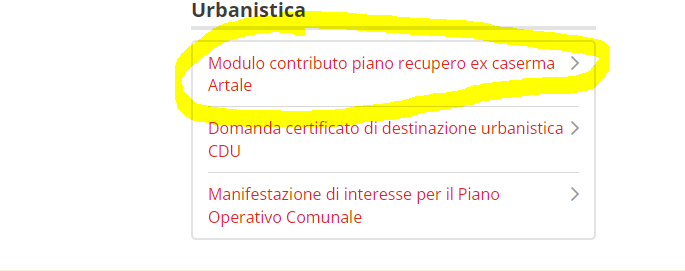 Urbanistica
Modulo contributo piano recupero ex caserma
Artale
Domanda certificato di destinazione urbanistica
CDU
Manifestazione di interesse per il Piano
Operativo Comunale